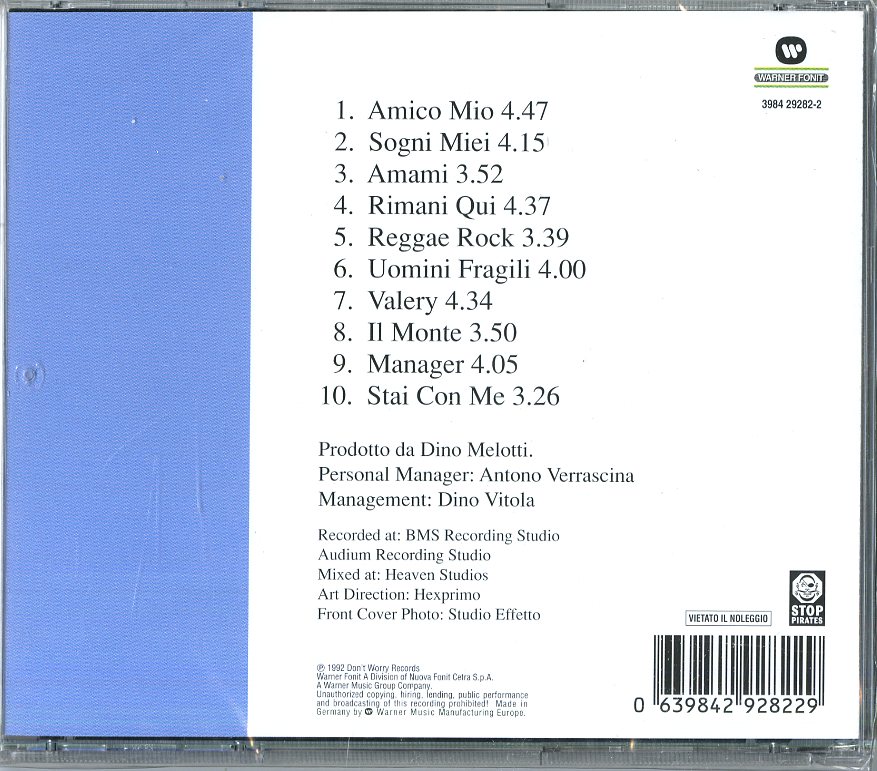 WARNER FONIT
3984 29282-2
1. Amico Mio 4.47
2. Sogni Miei 4.15
3. Amami 3.52
4. Rimani Qui 4.37
5. Reggae Rock 3.39
6. Uomini Fragili 4.00
7. Valery 4.34
8. Il Monte 3.50
9. Manager 4.05
10. Stai Con Me 3.26
Prodotto da Dino Melotti.
Personal Manager: Antono Verrascina
Management: Dino Vitola
Recorded at: BMS Recording Studio
Audium Recording Studio
Mixed at: Heaven Studios
Art Direction: Hexprimo
Front Cover Photo: Studio Effetto
VIETATO IL NOLEGGIO
STOP
PIRATES
℗ 1992 Don't Worry Records
Warner Fonit A Division of Nuova Fonit Cetra S.p.A.
A Warner Music Group Company.
Unauthorized copying, hiring, lending, public performance
and broadcasting of this recording prohibited! Made in
Germany by Warner Music Manufacturing Europe.
0 639842 928229